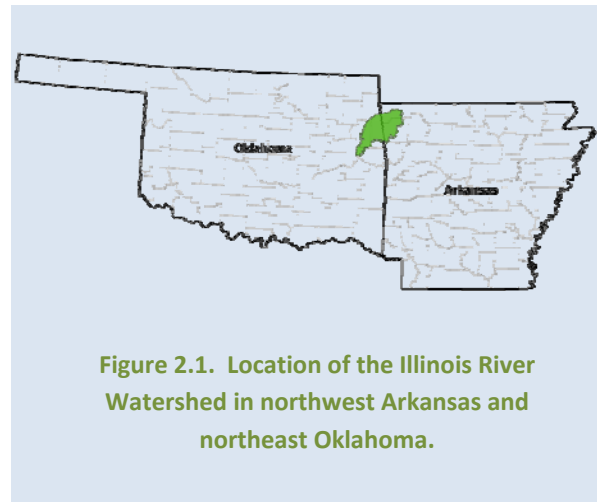 Oklahoma
Arkansas
Figure 2.1. Location of the Illinois River
Watershed in northwest Arkansas and
northeast Oklahoma.